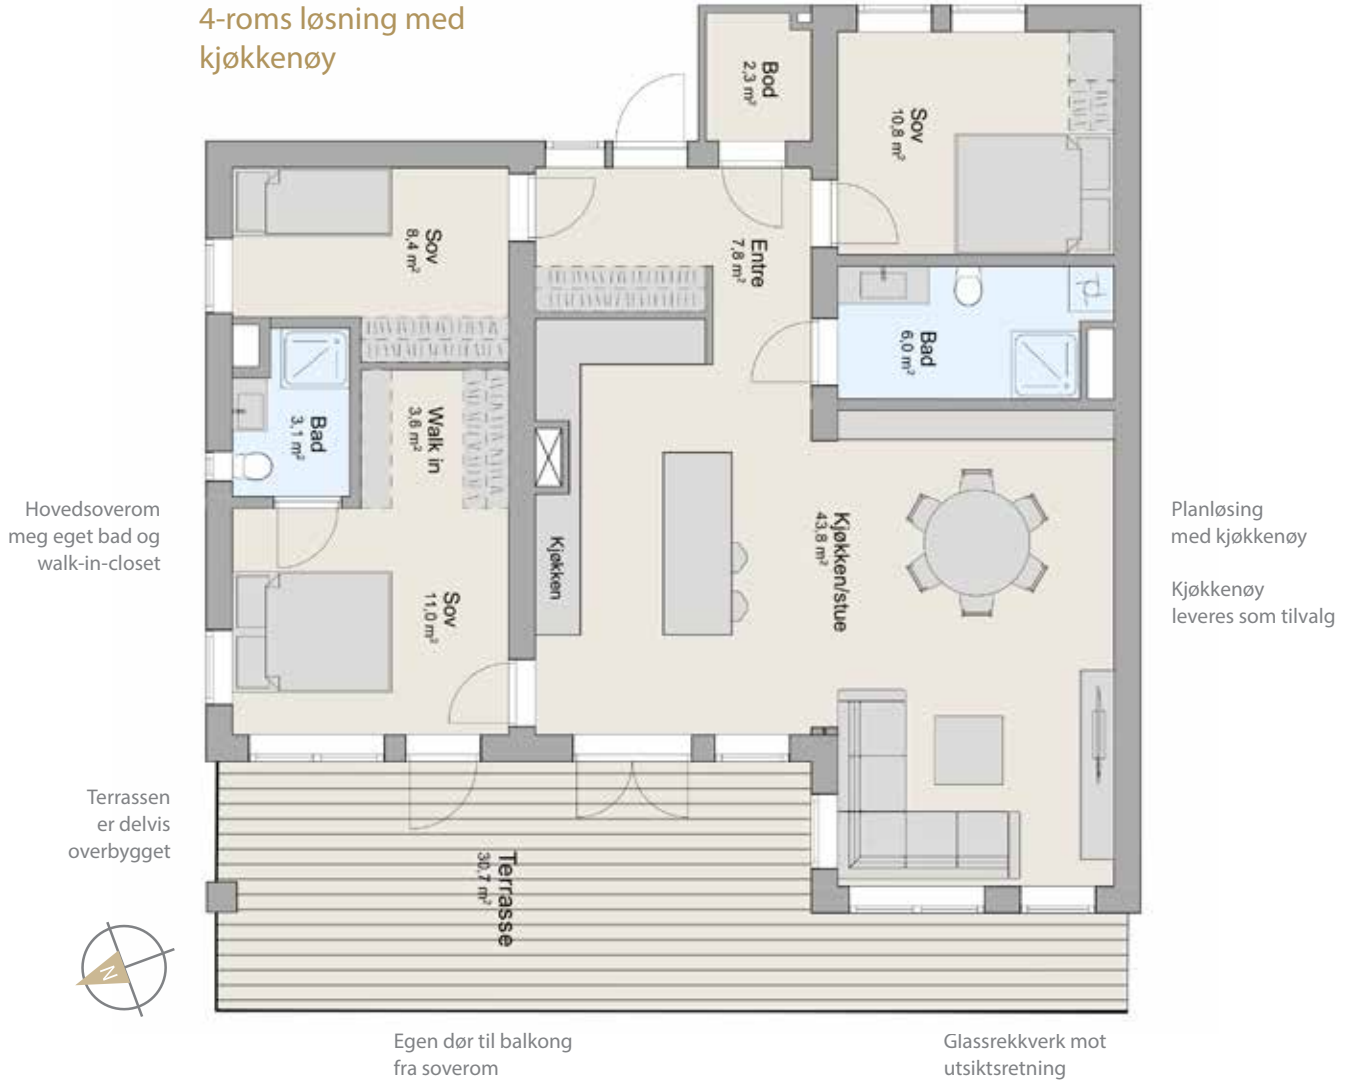 4-roms løsning med
kjøkkenøy
Bod
2,3 m²
Sov
10,8 m²
Sov
8,4 m²
Entre
7,8 m²
Bad
6,0 m²
Bad
3,1 m²
Walk in
3,6 m²
Hovedsoverom
meg eget bad og
walk-in-closet
Kjøkken
Kjøkken/stue
43,8 m²
Planløsing
med kjøkkenøy
Kjøkkenøy
leveres som tilvalg
Sov
11,0 m²
Terrassen
er delvis
overbygget
Terrasse
30,7 m²
N
Egen dør til balkong
fra soverom
Glassrekkverk mot
utsiktsretning